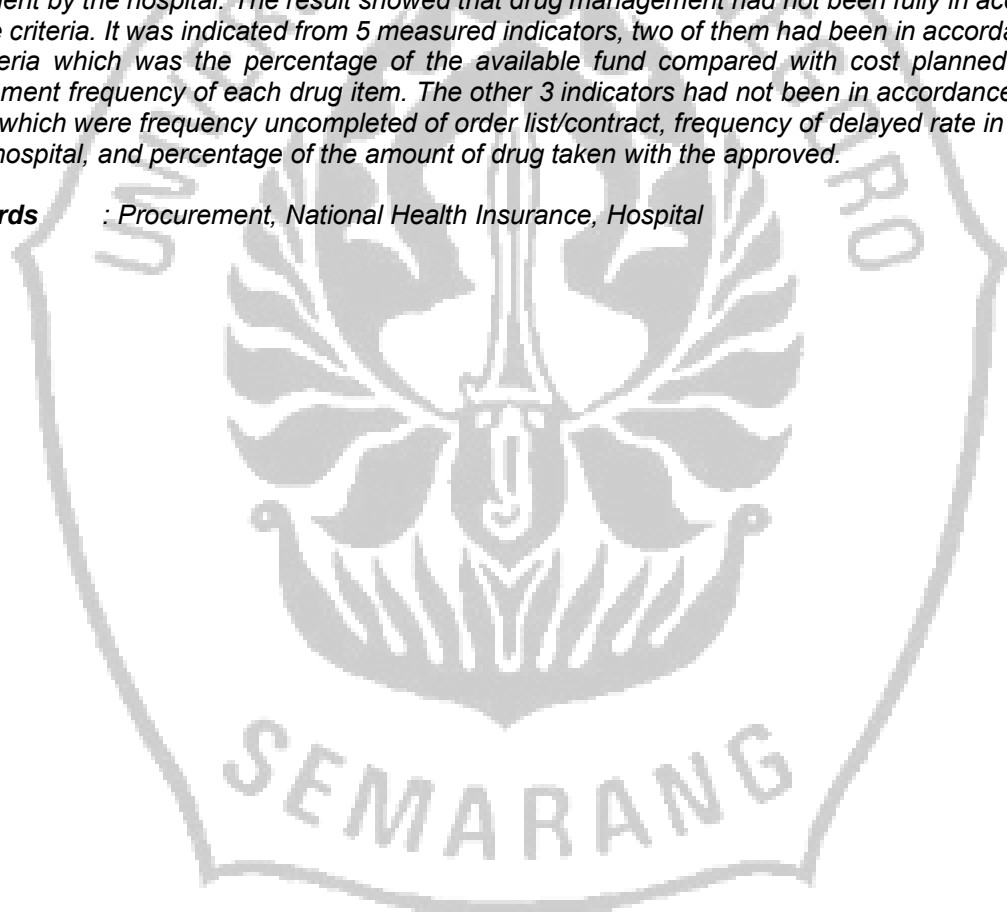 ent by the hospital. The result showed that drug management had not been fully in acc
e criteria. It was indicated from 5 measured indicators, two of them had been in accorda
eria which was the percentage of the available fund compared with cost planned
ment frequency of each drug item. The other 3 indicators had not been in accordance
which were frequency uncompleted of order list/contract, frequency of delayed rate in
hospital, and percentage of the amount of drug taken with the approved.
rds : Procurement, National Health Insurance, Hospital
SEMARANG